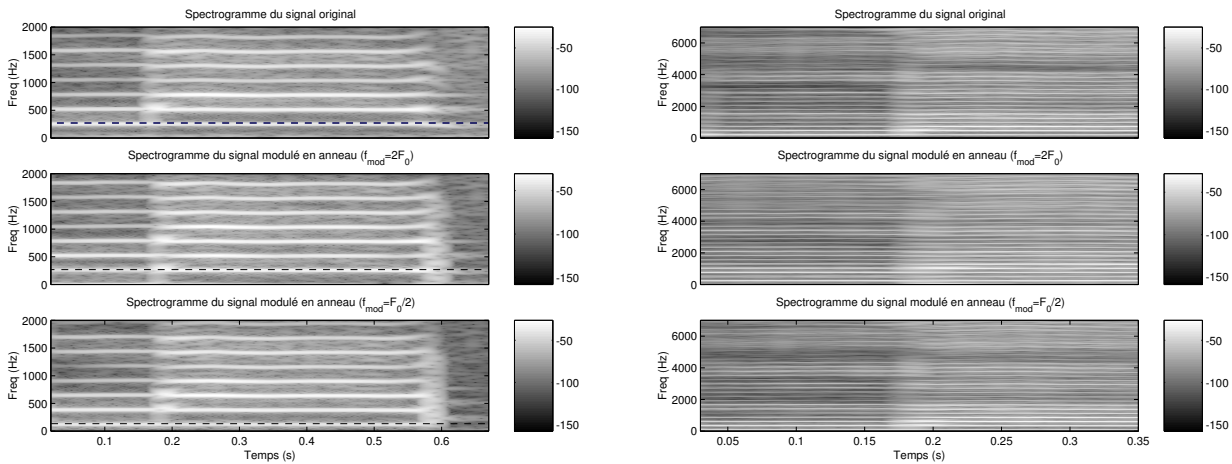 Spectrogramme du signal original
Freq (Hz)
2000
1500
1000
500
0
-50
-100
-150
Spectrogramme du signal modulé en anneau (f_mod=2F_0)
Freq (Hz)
2000
1500
1000
500
0
-50
-100
-150
Spectrogramme du signal modulé en anneau (f_mod=F_0/2)
Freq (Hz)
2000
1500
1000
500
0
-50
-100
-150
0.1 0.2 0.3 0.4 0.5 0.6
Temps (s)
Spectrogramme du signal original
Freq (Hz)
6000
4000
2000
0
-50
-100
-150
Spectrogramme du signal modulé en anneau (f_mod=2F_0)
Freq (Hz)
6000
4000
2000
0
-50
-100
-150
Spectrogramme du signal modulé en anneau (f_mod=F_0/2)
Freq (Hz)
6000
4000
2000
0
-50
-100
-150
0.05 0.1 0.15 0.2 0.25 0.3 0.35
Temps (s)